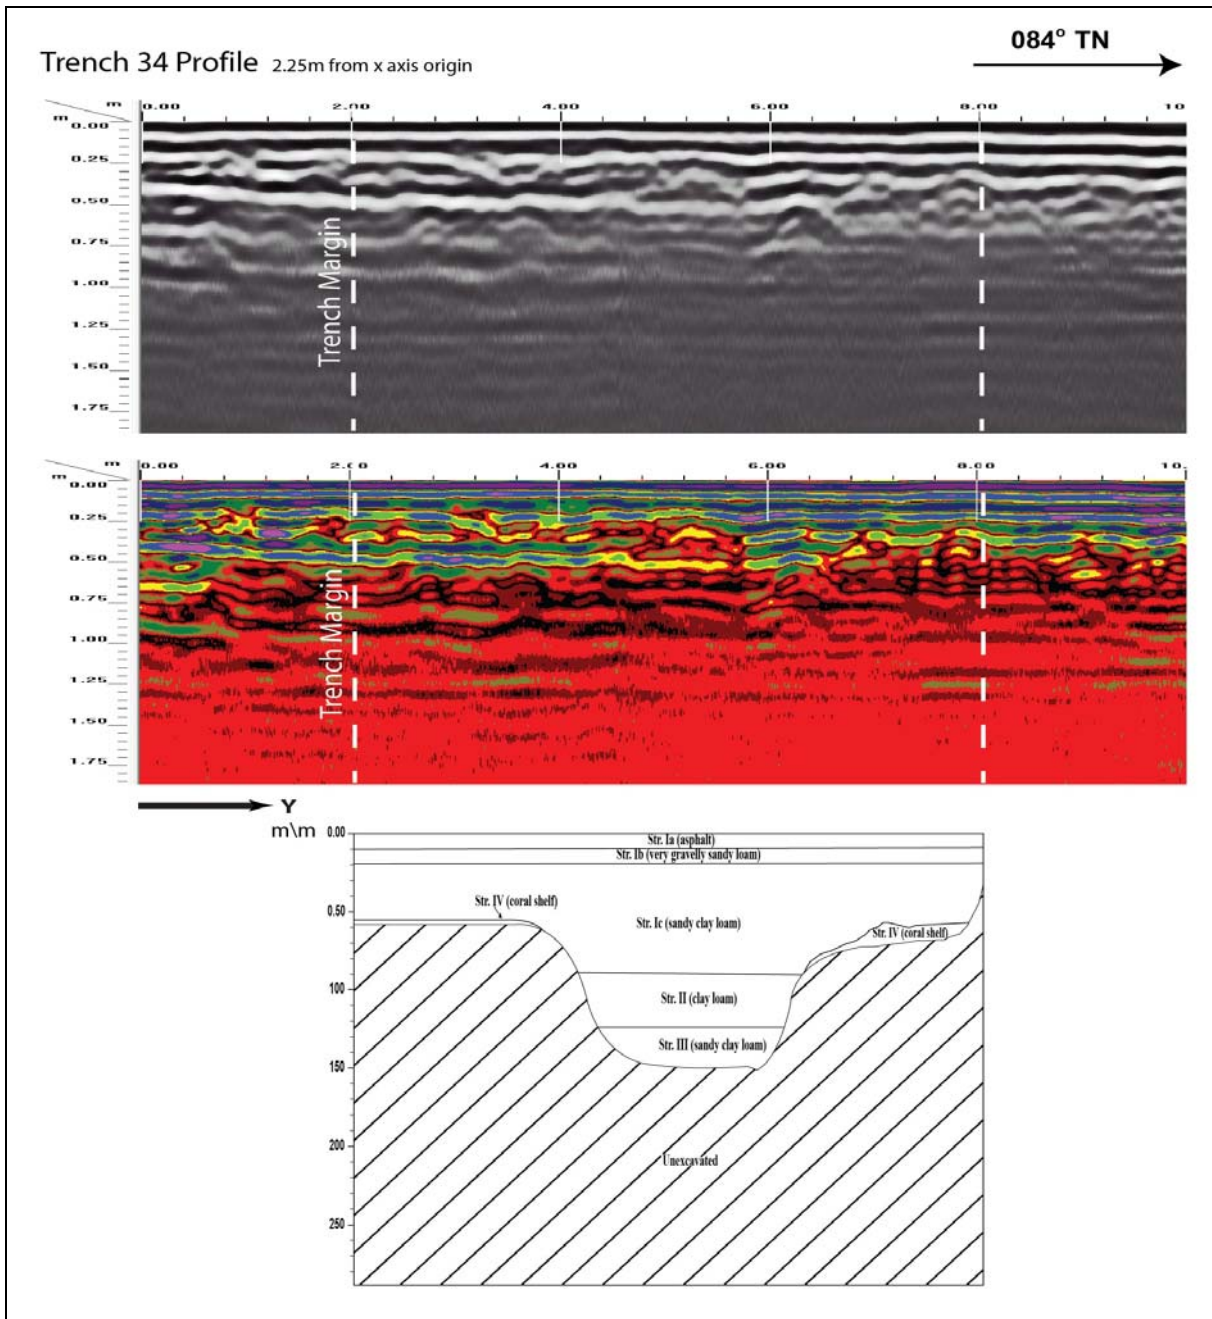 084° TN
Trench 34 Profile 2.25m from x axis origin
m 0.00 2.00 4.00 6.00 8.00 10.
m 0.00
0.25
0.50
0.75
1.00
1.25
1.50
1.75
Trench Margin
m 0.00 2.00 4.00 6.00 8.00 10.
m 0.00
0.25
0.50
0.75
1.00
1.25
1.50
1.75
Trench Margin
Y
m\m
0.00
Str. Ia (asphalt)
Str. Ib (very gravelly sandy loam)
Str. IV (coral shelf)
0.50
Str. Ic (sandy clay loam)
Str. IV (coral shelf)
100
Str. II (clay loam)
Str. III (sandy clay loam)
150
200
Unexcavated
250